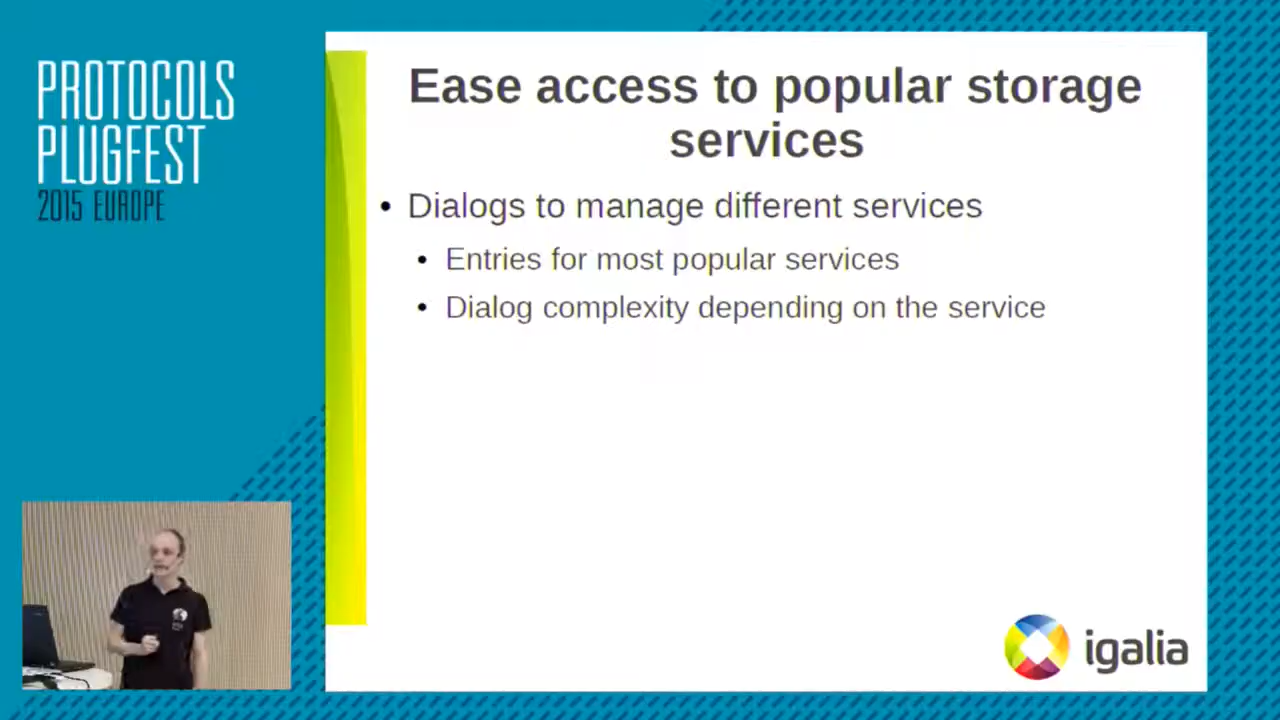 PROTOCOLS
PLUGFEST
2015 EUROPE
Ease access to popular storage
services
• Dialogs to manage different services
• Entries for most popular services
• Dialog complexity depending on the service
igalia